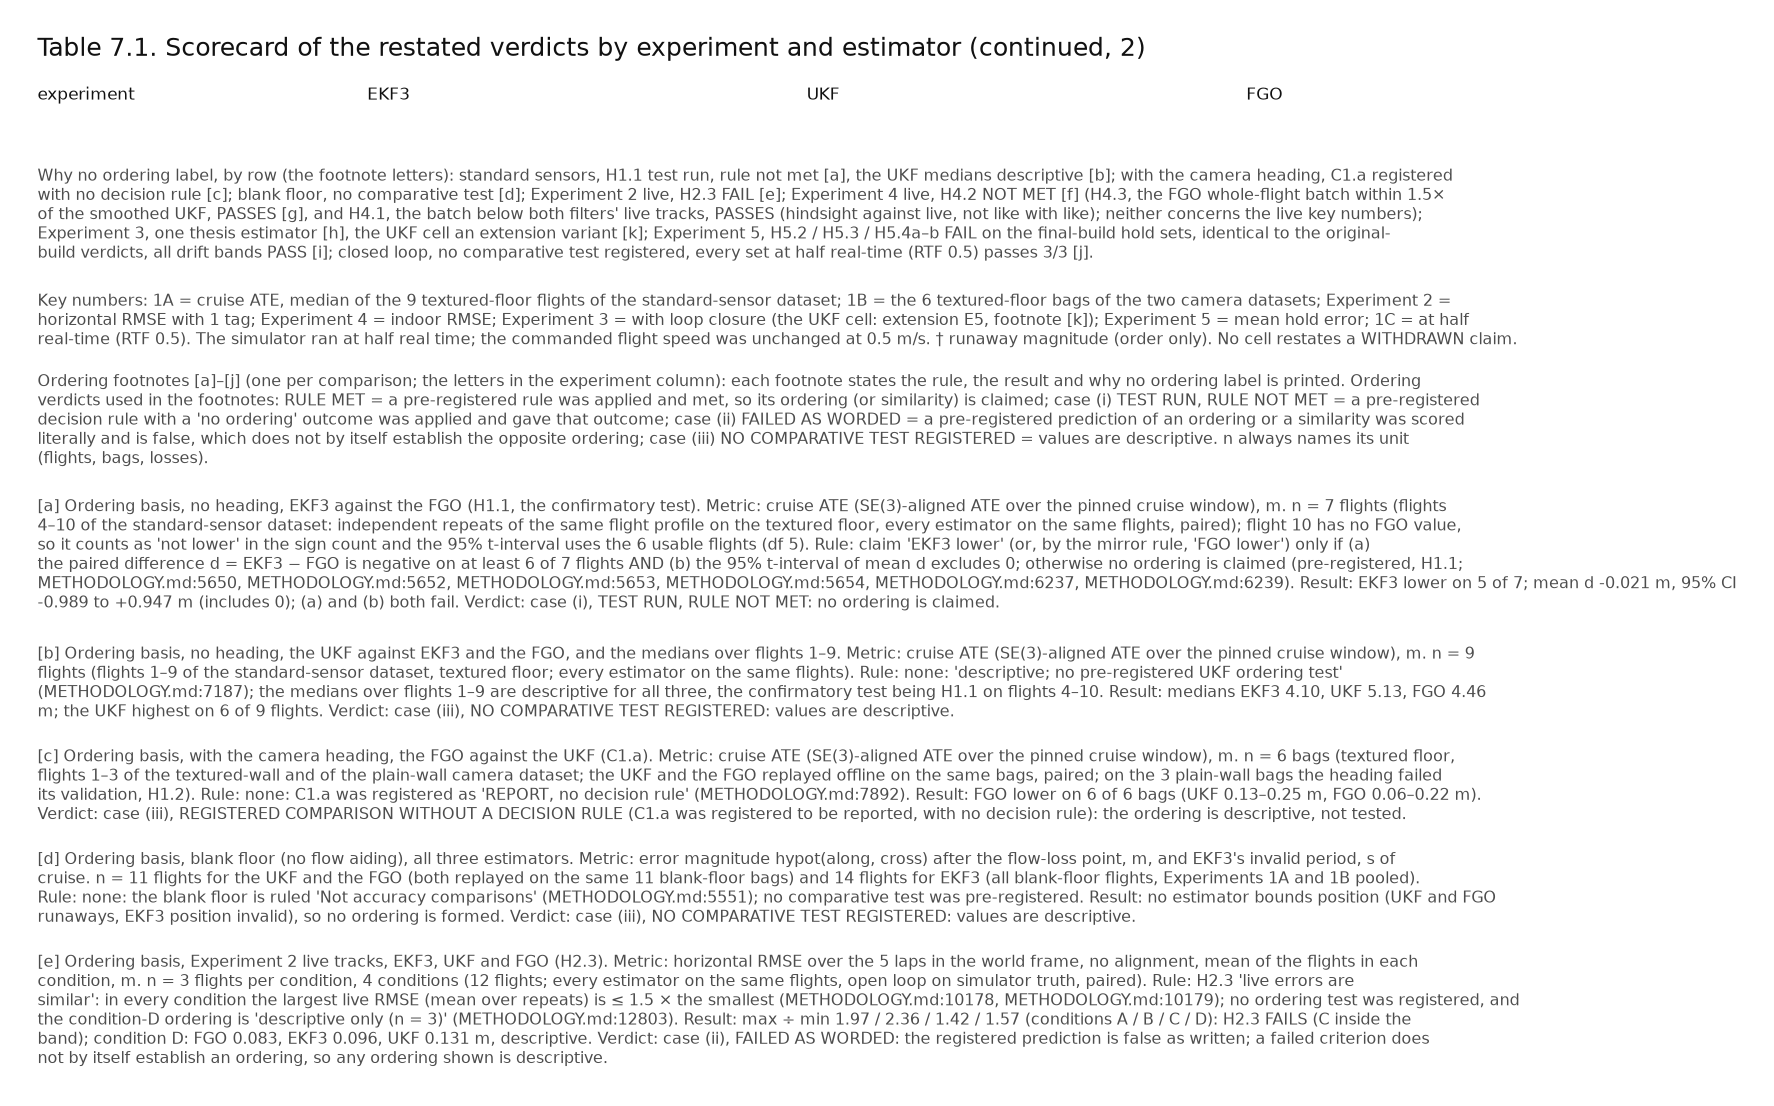 Table 7.1. Scorecard of the restated verdicts by experiment and estimator (continued, 2)
experiment EKF3 UKF FGO
Why no ordering label, by row (the footnote letters): standard sensors, H1.1 test run, rule not met [a], the UKF medians descriptive [b]; with the camera heading, C1.a registered
with no decision rule [c]; blank floor, no comparative test [d]; Experiment 2 live, H2.3 FAIL [e]; Experiment 4 live, H4.2 NOT MET [f] (H4.3, the FGO whole-flight batch within 1.5×
of the smoothed UKF, PASSES [g], and H4.1, the batch below both filters' live tracks, PASSES (hindsight against live, not like with like); neither concerns the live key numbers);
Experiment 3, one thesis estimator [h], the UKF cell an extension variant [k]; Experiment 5, H5.2 / H5.3 / H5.4a–b FAIL on the final-build hold sets, identical to the original-
build verdicts, all drift bands PASS [i]; closed loop, no comparative test registered, every set at half real-time (RTF 0.5) passes 3/3 [j].
Key numbers: 1A = cruise ATE, median of the 9 textured-floor flights of the standard-sensor dataset; 1B = the 6 textured-floor bags of the two camera datasets; Experiment 2 =
horizontal RMSE with 1 tag; Experiment 4 = indoor RMSE; Experiment 3 = with loop closure (the UKF cell: extension E5, footnote [k]); Experiment 5 = mean hold error; 1C = at half
real-time (RTF 0.5). The simulator ran at half real time; the commanded flight speed was unchanged at 0.5 m/s. † runaway magnitude (order only). No cell restates a WITHDRAWN claim.
Ordering footnotes [a]–[j] (one per comparison; the letters in the experiment column): each footnote states the rule, the result and why no ordering label is printed. Ordering
verdicts used in the footnotes: RULE MET = a pre-registered rule was applied and met, so its ordering (or similarity) is claimed; case (i) TEST RUN, RULE NOT MET = a pre-registered
decision rule with a 'no ordering' outcome was applied and gave that outcome; case (ii) FAILED AS WORDED = a pre-registered prediction of an ordering or a similarity was scored
literally and is false, which does not by itself establish the opposite ordering; case (iii) NO COMPARATIVE TEST REGISTERED = values are descriptive. n always names its unit
(flights, bags, losses).
[a] Ordering basis, no heading, EKF3 against the FGO (H1.1, the confirmatory test). Metric: cruise ATE (SE(3)-aligned ATE over the pinned cruise window), m. n = 7 flights (flights
4–10 of the standard-sensor dataset: independent repeats of the same flight profile on the textured floor, every estimator on the same flights, paired); flight 10 has no FGO value,
so it counts as 'not lower' in the sign count and the 95% t-interval uses the 6 usable flights (df 5). Rule: claim 'EKF3 lower' (or, by the mirror rule, 'FGO lower') only if (a)
the paired difference d = EKF3 − FGO is negative on at least 6 of 7 flights AND (b) the 95% t-interval of mean d excludes 0; otherwise no ordering is claimed (pre-registered, H1.1;
METHODOLOGY.md:5650, METHODOLOGY.md:5652, METHODOLOGY.md:5653, METHODOLOGY.md:5654, METHODOLOGY.md:6237, METHODOLOGY.md:6239). Result: EKF3 lower on 5 of 7; mean d -0.021 m, 95% CI
-0.989 to +0.947 m (includes 0); (a) and (b) both fail. Verdict: case (i), TEST RUN, RULE NOT MET: no ordering is claimed.
[b] Ordering basis, no heading, the UKF against EKF3 and the FGO, and the medians over flights 1–9. Metric: cruise ATE (SE(3)-aligned ATE over the pinned cruise window), m. n = 9
flights (flights 1–9 of the standard-sensor dataset, textured floor; every estimator on the same flights). Rule: none: 'descriptive; no pre-registered UKF ordering test'
(METHODOLOGY.md:7187); the medians over flights 1–9 are descriptive for all three, the confirmatory test being H1.1 on flights 4–10. Result: medians EKF3 4.10, UKF 5.13, FGO 4.46
m; the UKF highest on 6 of 9 flights. Verdict: case (iii), NO COMPARATIVE TEST REGISTERED: values are descriptive.
[c] Ordering basis, with the camera heading, the FGO against the UKF (C1.a). Metric: cruise ATE (SE(3)-aligned ATE over the pinned cruise window), m. n = 6 bags (textured floor,
flights 1–3 of the textured-wall and of the plain-wall camera dataset; the UKF and the FGO replayed offline on the same bags, paired; on the 3 plain-wall bags the heading failed
its validation, H1.2). Rule: none: C1.a was registered as 'REPORT, no decision rule' (METHODOLOGY.md:7892). Result: FGO lower on 6 of 6 bags (UKF 0.13–0.25 m, FGO 0.06–0.22 m).
Verdict: case (iii), REGISTERED COMPARISON WITHOUT A DECISION RULE (C1.a was registered to be reported, with no decision rule): the ordering is descriptive, not tested.
[d] Ordering basis, blank floor (no flow aiding), all three estimators. Metric: error magnitude hypot(along, cross) after the flow-loss point, m, and EKF3's invalid period, s of
cruise. n = 11 flights for the UKF and the FGO (both replayed on the same 11 blank-floor bags) and 14 flights for EKF3 (all blank-floor flights, Experiments 1A and 1B pooled).
Rule: none: the blank floor is ruled 'Not accuracy comparisons' (METHODOLOGY.md:5551); no comparative test was pre-registered. Result: no estimator bounds position (UKF and FGO
runaways, EKF3 position invalid), so no ordering is formed. Verdict: case (iii), NO COMPARATIVE TEST REGISTERED: values are descriptive.
[e] Ordering basis, Experiment 2 live tracks, EKF3, UKF and FGO (H2.3). Metric: horizontal RMSE over the 5 laps in the world frame, no alignment, mean of the flights in each
condition, m. n = 3 flights per condition, 4 conditions (12 flights; every estimator on the same flights, open loop on simulator truth, paired). Rule: H2.3 'live errors are
similar': in every condition the largest live RMSE (mean over repeats) is ≤ 1.5 × the smallest (METHODOLOGY.md:10178, METHODOLOGY.md:10179); no ordering test was registered, and
the condition-D ordering is 'descriptive only (n = 3)' (METHODOLOGY.md:12803). Result: max ÷ min 1.97 / 2.36 / 1.42 / 1.57 (conditions A / B / C / D): H2.3 FAILS (C inside the
band); condition D: FGO 0.083, EKF3 0.096, UKF 0.131 m, descriptive. Verdict: case (ii), FAILED AS WORDED: the registered prediction is false as written; a failed criterion does
not by itself establish an ordering, so any ordering shown is descriptive.